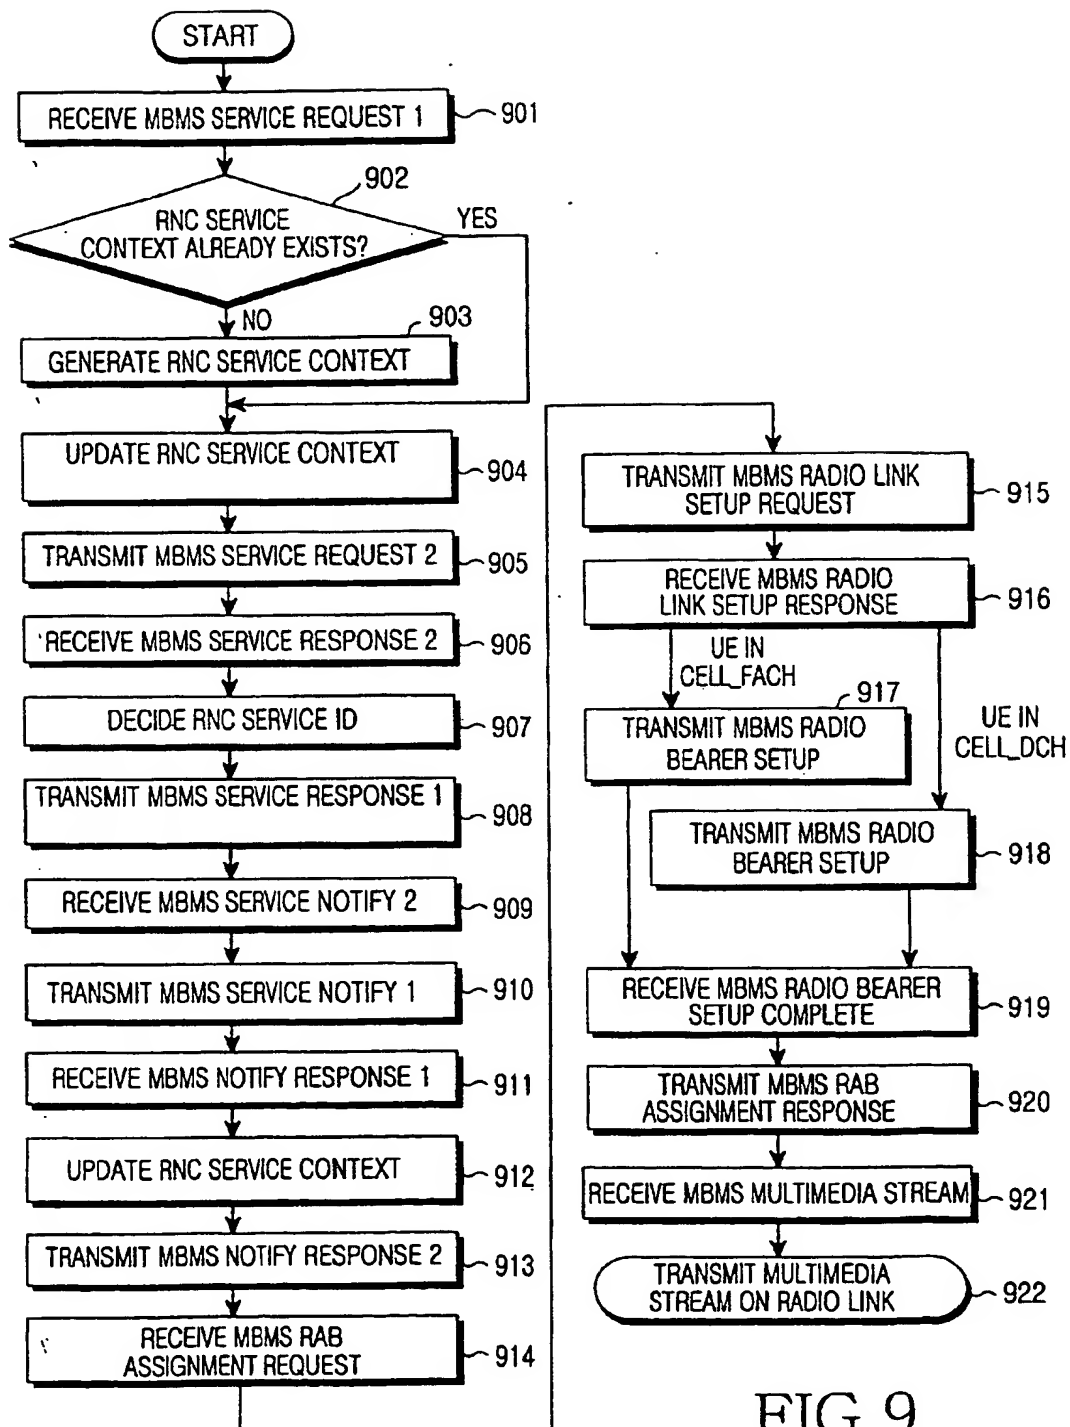 START
RECEIVE MBMS SERVICE REQUEST 1
901
902
RNC SERVICE
CONTEXT ALREADY EXISTS?
YES
NO
903
GENERATE RNC SERVICE CONTEXT
UPDATE RNC SERVICE CONTEXT
904
TRANSMIT MBMS SERVICE REQUEST 2
905
RECEIVE MBMS SERVICE RESPONSE 2
906
DECIDE RNC SERVICE ID
907
TRANSMIT MBMS SERVICE RESPONSE 1
908
RECEIVE MBMS SERVICE NOTIFY 2
909
TRANSMIT MBMS SERVICE NOTIFY 1
910
RECEIVE MBMS NOTIFY RESPONSE 1
911
UPDATE RNC SERVICE CONTEXT
912
TRANSMIT MBMS NOTIFY RESPONSE 2
913
RECEIVE MBMS RAB
ASSIGNMENT REQUEST
914
TRANSMIT MBMS RADIO LINK
SETUP REQUEST
915
RECEIVE MBMS RADIO
LINK SETUP RESPONSE
916
UE IN
CELL_FACH
917
TRANSMIT MBMS RADIO
BEARER SETUP
UE IN
CELL_DCH
TRANSMIT MBMS RADIO
BEARER SETUP
918
RECEIVE MBMS RADIO BEARER
SETUP COMPLETE
919
TRANSMIT MBMS RAB
ASSIGNMENT RESPONSE
920
RECEIVE MBMS MULTIMEDIA STREAM
921
TRANSMIT MULTIMEDIA
STREAM ON RADIO LINK
922
FIG.9